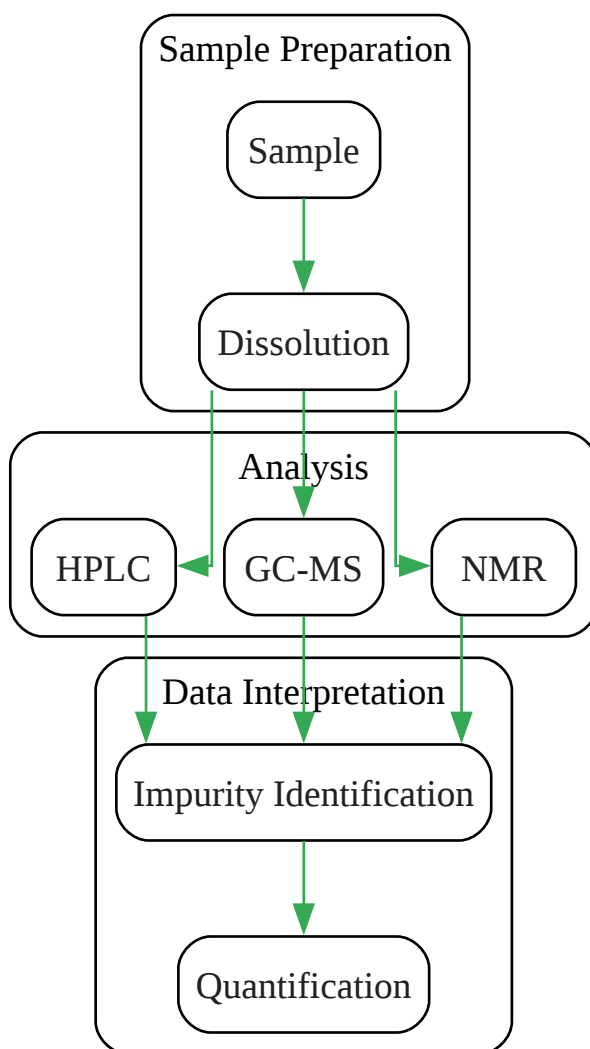 Sample Preparation
Sample
Dissolution
Analysis
HPLC
GC-MS
NMR
Data Interpretation
Impurity Identification
Quantification